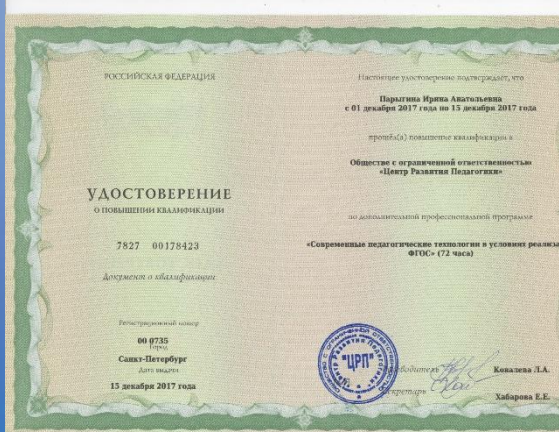 РОССИЙСКАЯ ФЕДЕРАЦИЯ
УДОСТОВЕРЕНИЕ
О ПОВЫШЕНИИ КВАЛИФИКАЦИИ
7827 00178423
Документ о квалификации
Регистрационный номер
00 0735
Город
Санкт-Петербург
Дата выдачи
15 декабря 2017 года
Настоящее удостоверение подтверждает, что
Парыгина Ирина Анатольевна
с 01 декабря 2017 года по 15 декабря 2017 года
прошёл(а) повышение квалификации в
Обществе с ограниченной ответственностью
«Центр Развития Педагогики»
по дополнительной профессиональной программе
«Современные педагогические технологии в условиях реализа
ФГОС» (72 часа)
"ЦРП"
Руководитель
Ковалева Л.А.
Секретарь
Хабарова Е.Е.